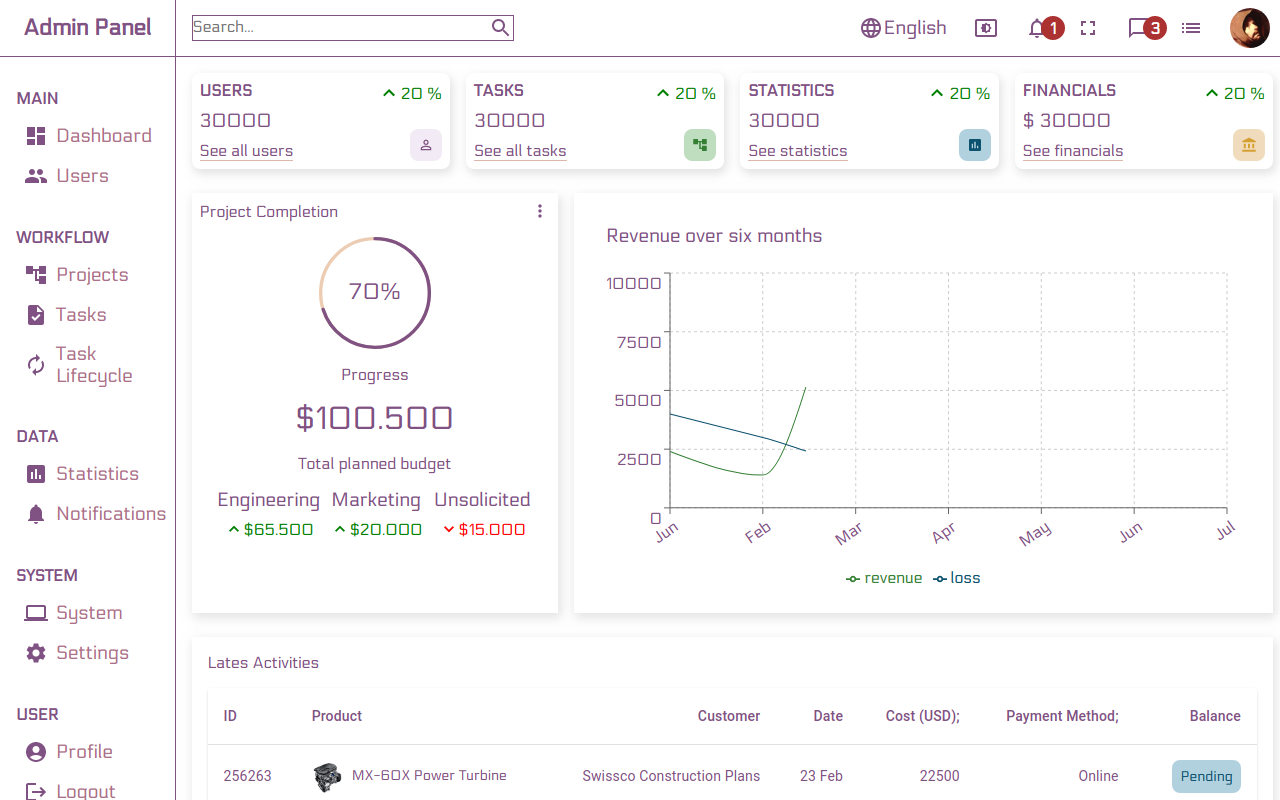 Admin Panel
Search...
English
1
3
MAIN
Dashboard
Users
WORKFLOW
Projects
Tasks
Task
Lifecycle
DATA
Statistics
Notifications
SYSTEM
System
Settings
USER
Profile
Logout
USERS
20 %
30000
See all users
TASKS
20 %
30000
See all tasks
STATISTICS
20 %
30000
See statistics
FINANCIALS
20 %
$ 30000
See financials
Project Completion
70%
Progress
$100.500
Total planned budget
Engineering Marketing Unsolicited
$65.500 $20.000 $15.000
Revenue over six months
10000
7500
5000
2500
0
Jun Feb Mar Apr May Jun Jul
revenue loss
Lates Activities
ID Product Customer Date Cost (USD); Payment Method; Balance
256263 MX-60X Power Turbine Swissco Construction Plans 23 Feb 22500 Online Pending